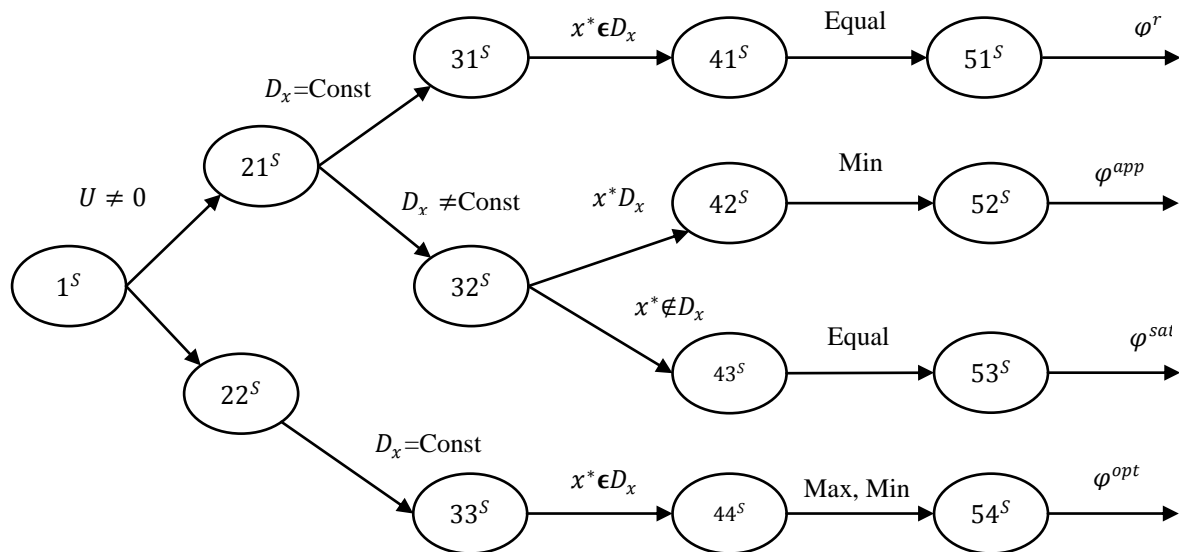 x* ϵ D_x
Equal
φ^r
31^S
41^S
51^S
D_x=Const
21^S
Min
φ^app
U ≠ 0
D_x ≠Const
x* D_x
42^S
52^S
1^S
32^S
x* ∉ D_x
Equal
φ^sat
43^S
53^S
22^S
D_x=Const
x* ϵ D_x
Max, Min
φ^opt
33^S
44^S
54^S